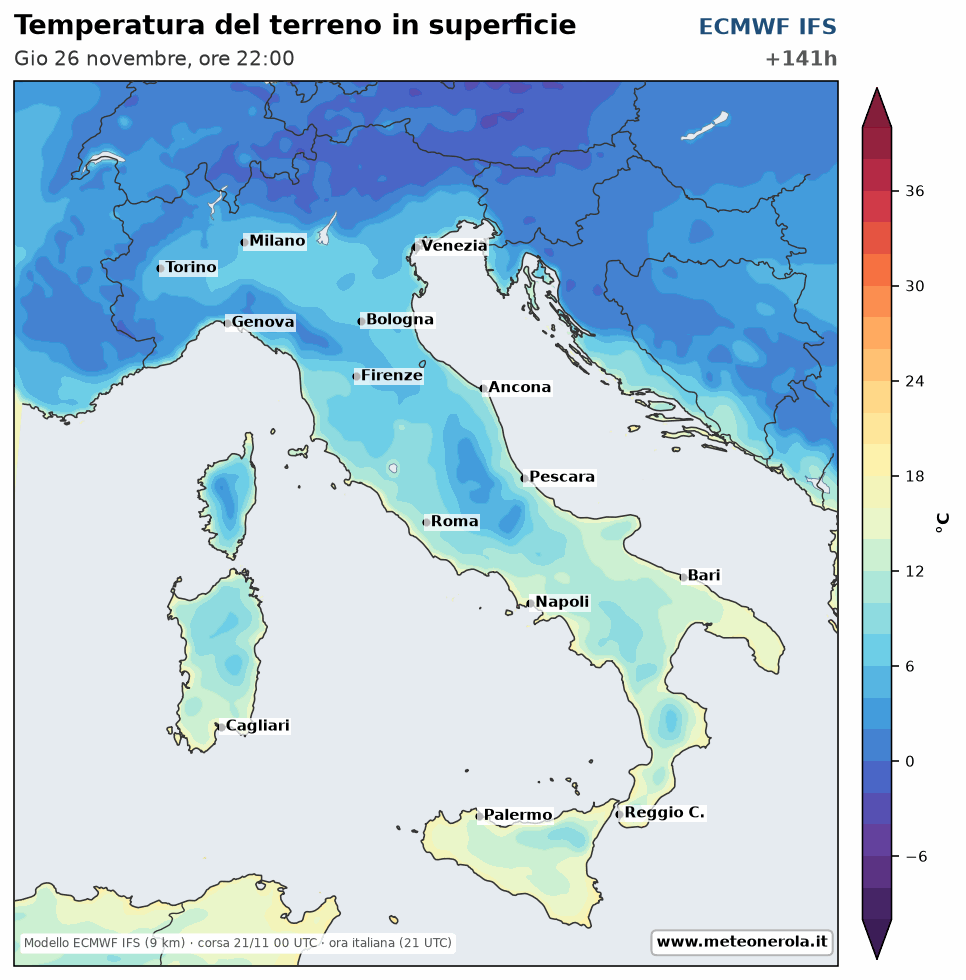 Temperatura del terreno in superficie
ECMWF IFS
Gio 26 novembre, ore 22:00
+141h
Milano
Venezia
Torino
Genova
Bologna
Firenze
Ancona
Pescara
Roma
Bari
Napoli
Cagliari
Palermo
Reggio C.
36
30
24
18
12
6
0
−6
°C
Modello ECMWF IFS (9 km) · corsa 21/11 00 UTC · ora italiana (21 UTC)
www.meteonerola.it